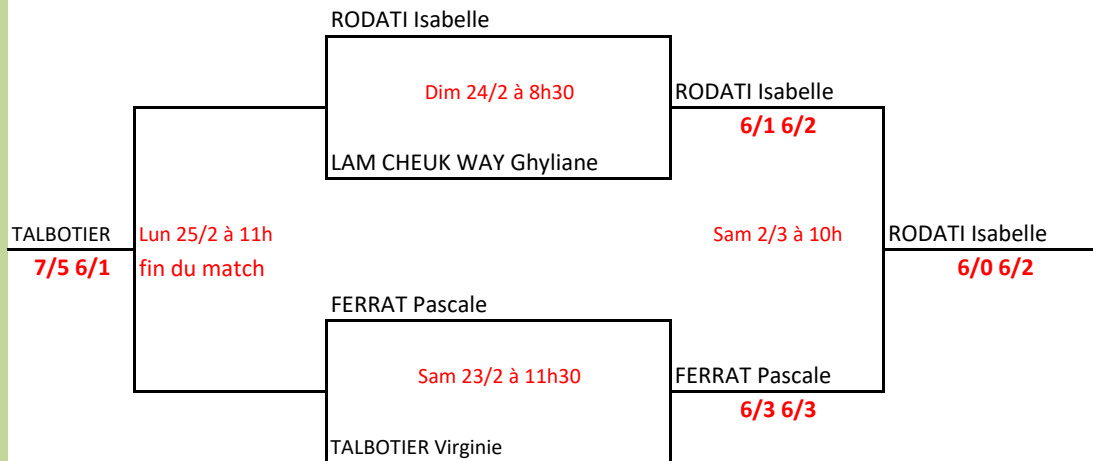 RODATI Isabelle
Dim 24/2 à 8h30
RODATI Isabelle
6/1 6/2
LAM CHEUK WAY Ghyliane
TALBOTIER
Lun 25/2 à 11h
Sam 2/3 à 10h
RODATI Isabelle
7/5 6/1
fin du match
6/0 6/2
FERRAT Pascale
Sam 23/2 à 11h30
FERRAT Pascale
6/3 6/3
TALBOTIER Virginie